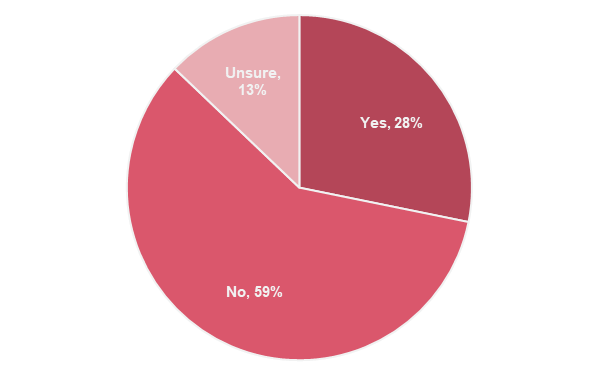 Unsure,
13%
Yes, 28%
No, 59%